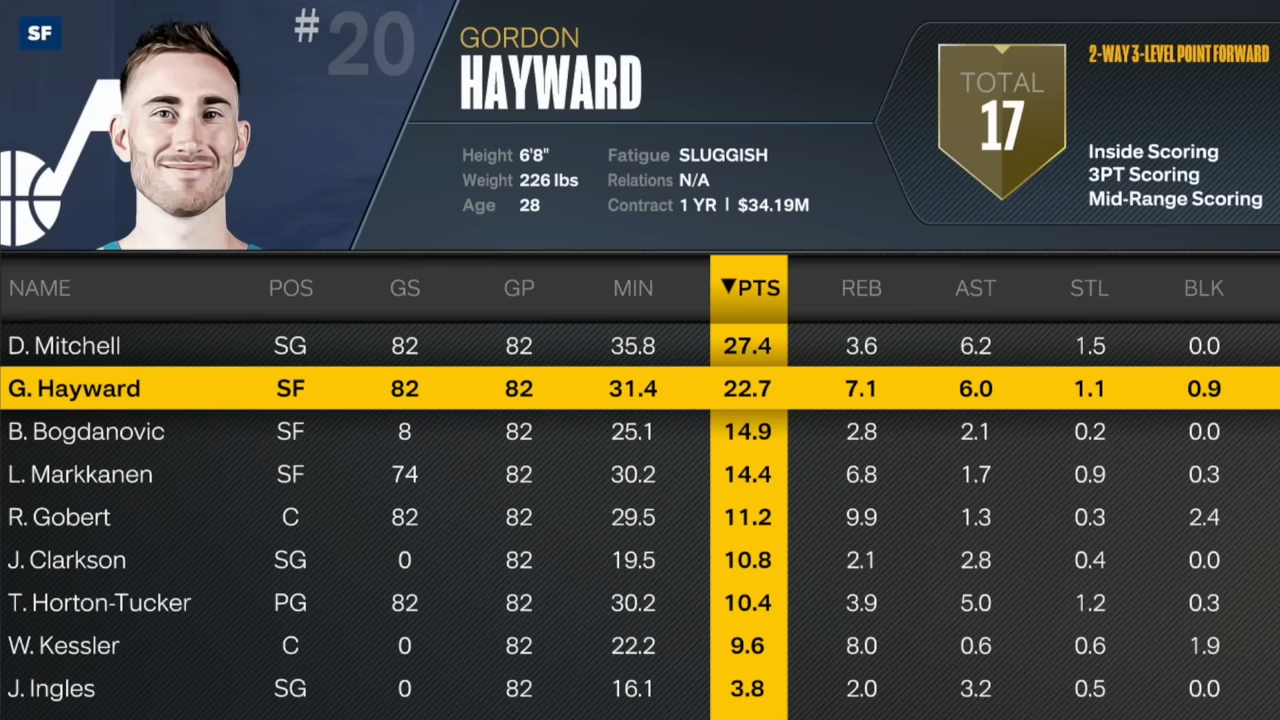 SF
#20
GORDON
HAYWARD
Height 6'8" Fatigue SLUGGISH
Weight 226 lbs Relations N/A
Age 28 Contract 1 YR | $34.19M
TOTAL
17
2-WAY 3-LEVEL POINT FORWARD
Inside Scoring
3PT Scoring
Mid-Range Scoring
NAME POS GS GP MIN ▼PTS REB AST STL BLK
D. Mitchell SG 82 82 35.8 27.4 3.6 6.2 1.5 0.0
G. Hayward SF 82 82 31.4 22.7 7.1 6.0 1.1 0.9
B. Bogdanovic SF 8 82 25.1 14.9 2.8 2.1 0.2 0.0
L. Markkanen SF 74 82 30.2 14.4 6.8 1.7 0.9 0.3
R. Gobert C 82 82 29.5 11.2 9.9 1.3 0.3 2.4
J. Clarkson SG 0 82 19.5 10.8 2.1 2.8 0.4 0.0
T. Horton-Tucker PG 82 82 30.2 10.4 3.9 5.0 1.2 0.3
W. Kessler C 0 82 22.2 9.6 8.0 0.6 0.6 1.9
J. Ingles SG 0 82 16.1 3.8 2.0 3.2 0.5 0.0